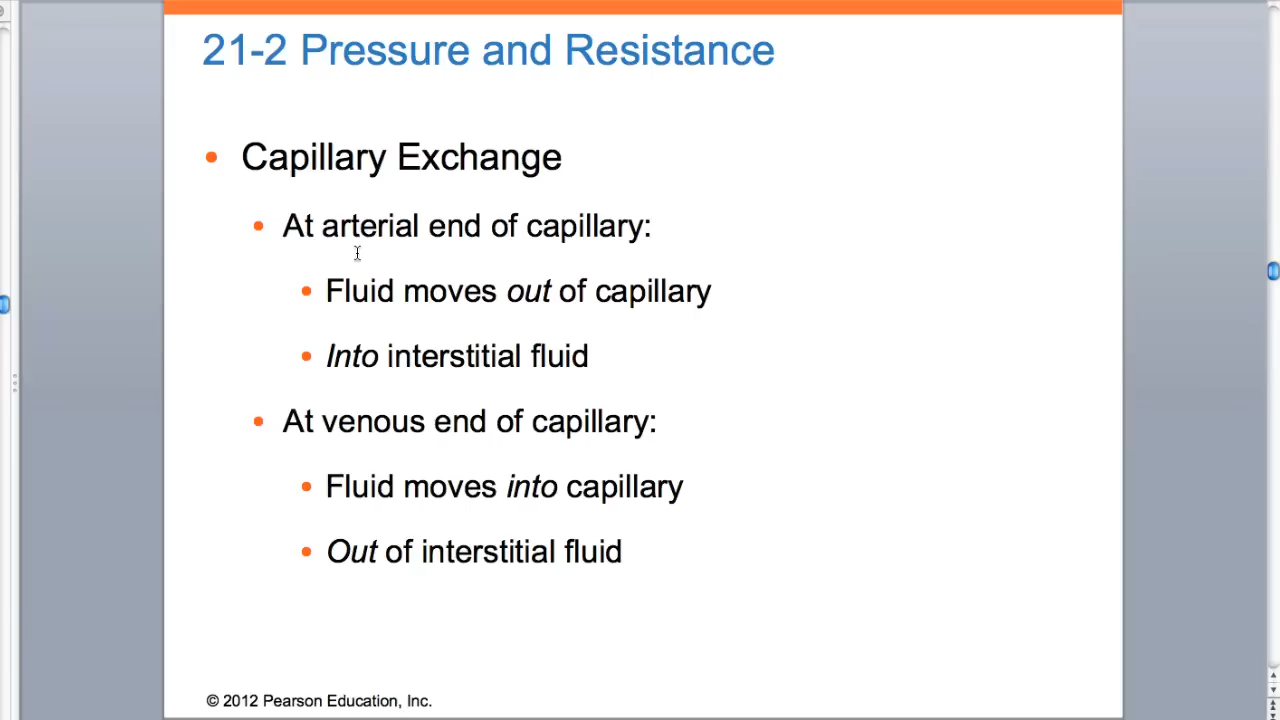 21-2 Pressure and Resistance
• Capillary Exchange
• At arterial end of capillary:
• Fluid moves out of capillary
• Into interstitial fluid
• At venous end of capillary:
• Fluid moves into capillary
• Out of interstitial fluid
© 2012 Pearson Education, Inc.